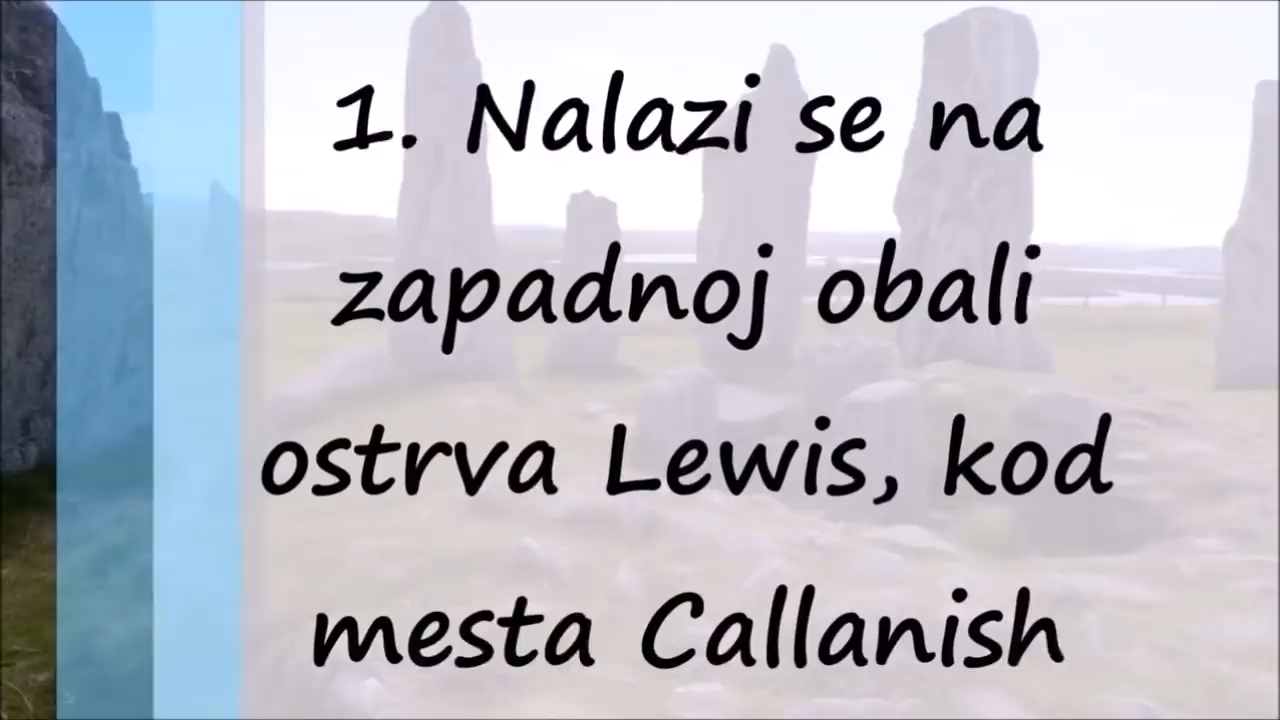 1. Nalazi se na
zapadnoj obali
ostrva Lewis, kod
mesta Callanish